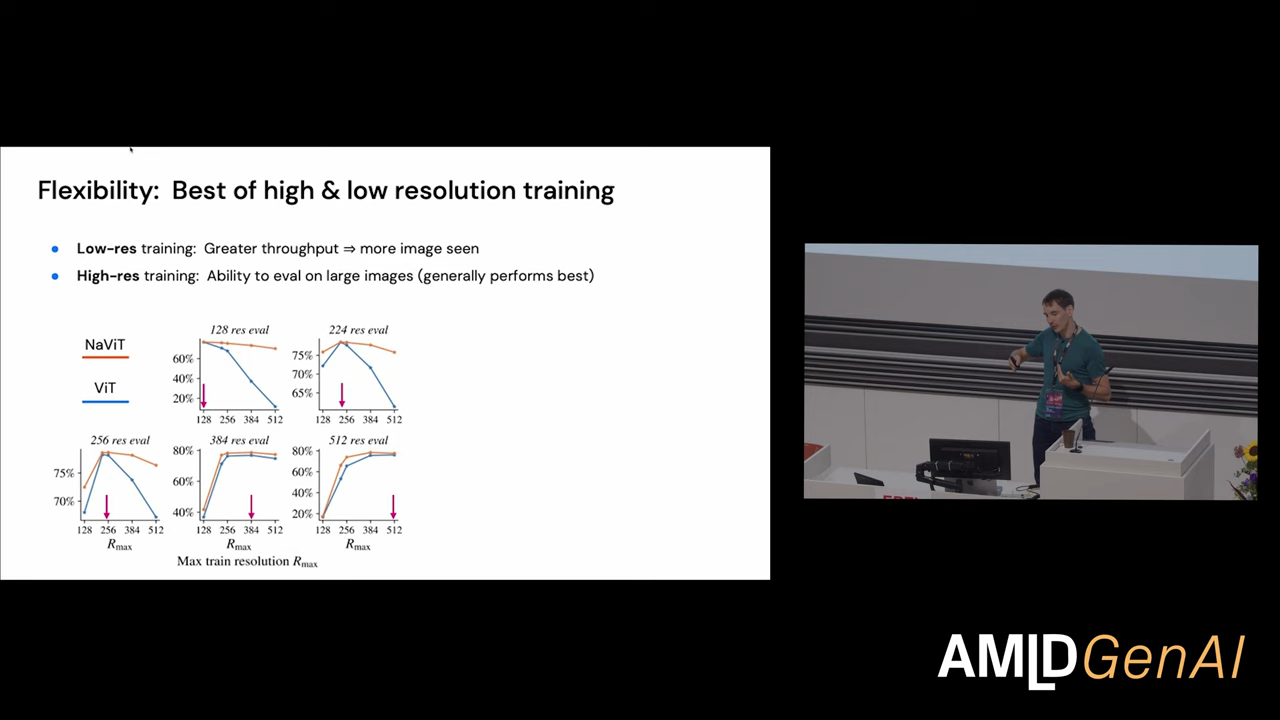 Flexibility: Best of high & low resolution training
● Low-res training: Greater throughput ⇒ more image seen
● High-res training: Ability to eval on large images (generally performs best)
NaViT
ViT
128 res eval
60%
40%
20%
128 256 384 512
224 res eval
75%
70%
65%
128 256 384 512
256 res eval
75%
70%
128 256 384 512
Rmax
384 res eval
80%
60%
40%
128 256 384 512
Rmax
512 res eval
80%
60%
40%
20%
128 256 384 512
Rmax
Max train resolution Rmax
AMLD GenAI